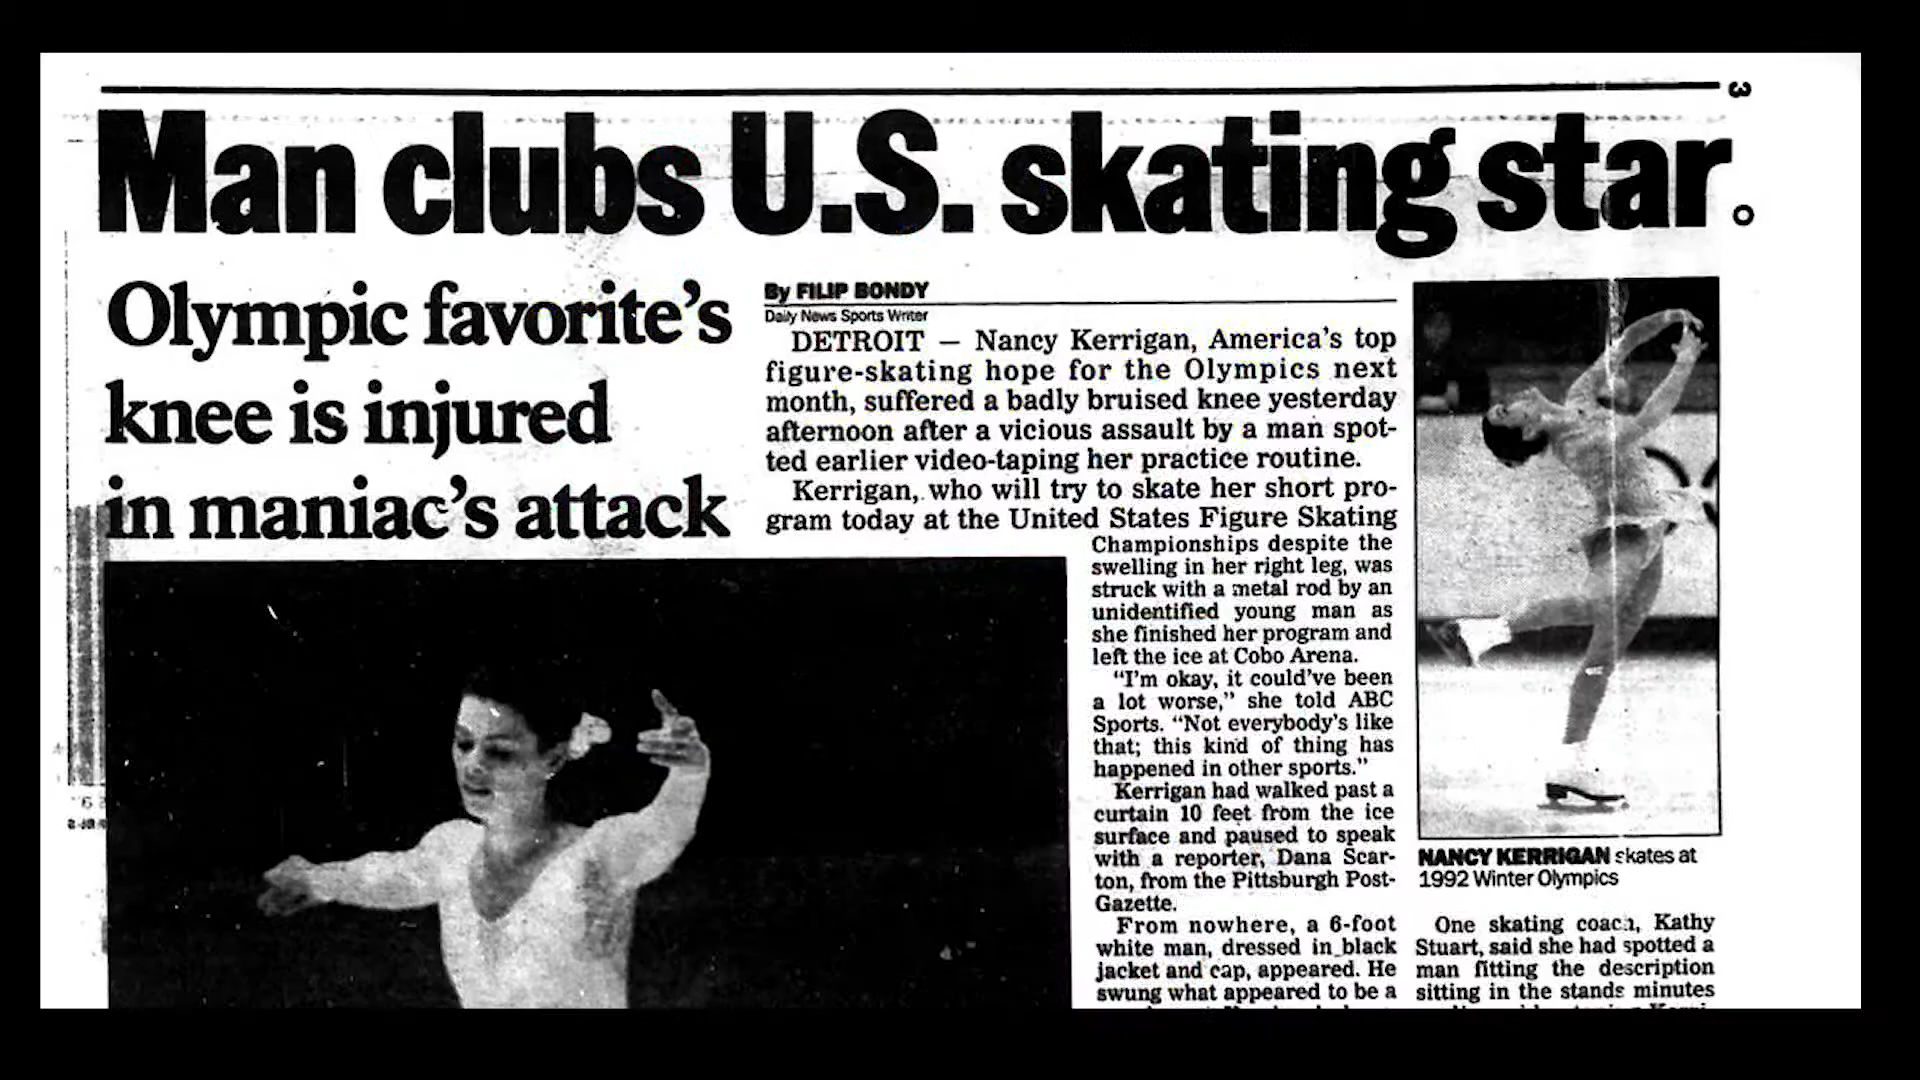 3
Man clubs U.S. skating star.
Olympic favorite's
knee is injured
in maniac's attack
By FILIP BONDY
Daily News Sports Writer
DETROIT — Nancy Kerrigan, America's top
figure-skating hope for the Olympics next
month, suffered a badly bruised knee yesterday
afternoon after a vicious assault by a man spot-
ted earlier video-taping her practice routine.
Kerrigan, who will try to skate her short pro-
gram today at the United States Figure Skating
Championships despite the
swelling in her right leg, was
struck with a metal rod by an
unidentified young man as
she finished her program and
left the ice at Cobo Arena.
"I'm okay, it could've been
a lot worse," she told ABC
Sports. "Not everybody's like
that; this kind of thing has
happened in other sports."
Kerrigan had walked past a
curtain 10 feet from the ice
surface and paused to speak
with a reporter, Dana Scar-
ton, from the Pittsburgh Post-
Gazette.
From nowhere, a 6-foot
white man, dressed in black
jacket and cap, appeared. He
swung what appeared to be a
NANCY KERRIGAN skates at
1992 Winter Olympics
One skating coach, Kathy
Stuart, said she had spotted a
man fitting the description
sitting in the stands minutes